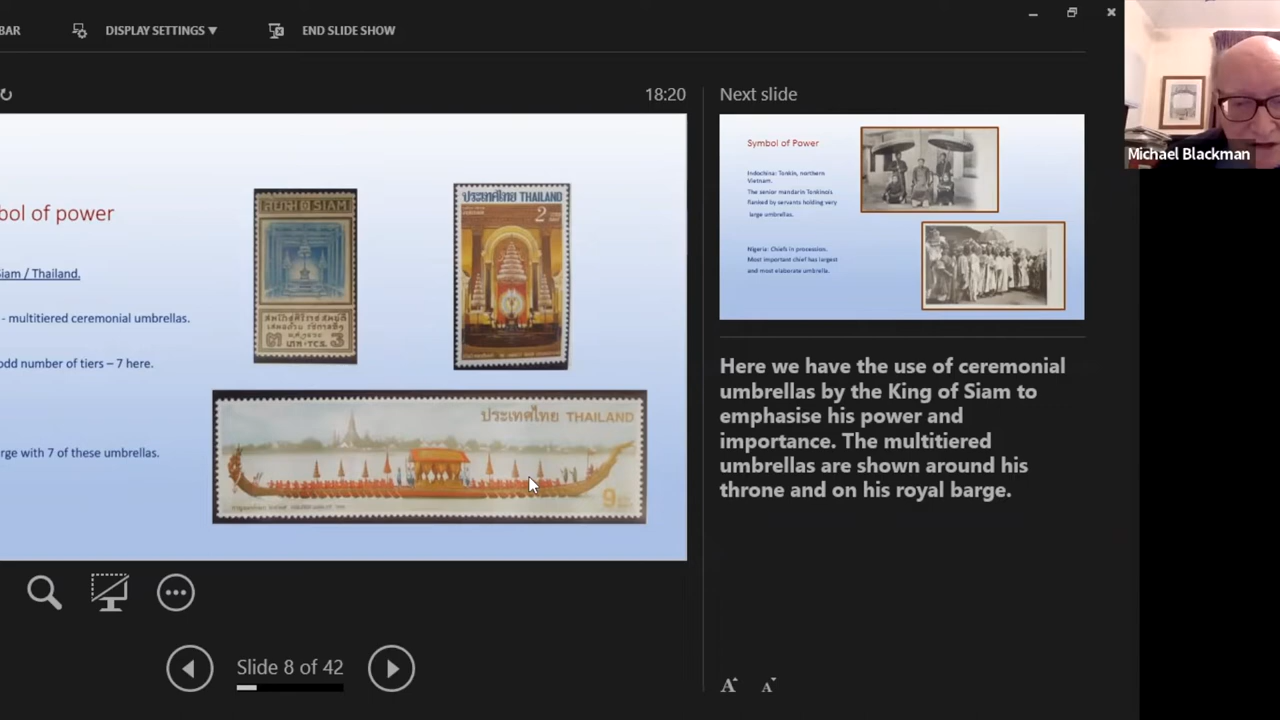 BAR
DISPLAY SETTINGS
END SLIDE SHOW
18:20
Next slide
Michael Blackman
bol of power
Siam / Thailand.
- multitiered ceremonial umbrellas.
odd number of tiers – 7 here.
rge with 7 of these umbrellas.
SIAM
3
ประเทศไทย THAILAND
2
ประเทศไทย THAILAND
9
Symbol of Power
Indochina: Tonkin, northern
Vietnam.
The senior mandarin Tonkinois
flanked by servants holding very
large umbrellas.
Nigeria: Chiefs in procession.
Most important chief has largest
and most elaborate umbrella.
Here we have the use of ceremonial
umbrellas by the King of Siam to
emphasise his power and
importance. The multitiered
umbrellas are shown around his
throne and on his royal barge.
Slide 8 of 42
A A